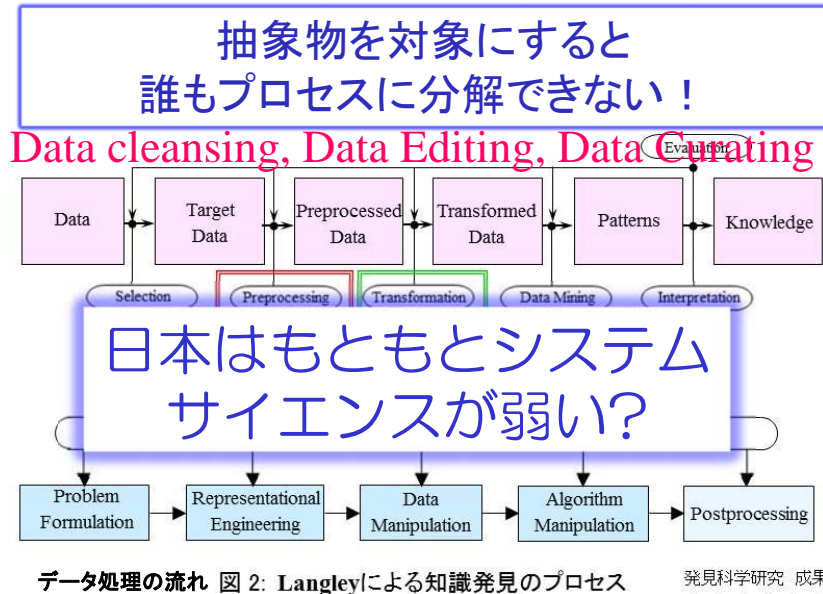 抽象物を対象にすると
誰もプロセスに分解できない！
Data cleansing, Data Editing, Data Curating
Evaluation
Data
Target
Data
Preprocessed
Data
Transformed
Data
Patterns
Knowledge
Selection
Preprocessing
Transformation
Data Mining
Interpretation
日本はもともとシステム
サイエンスが弱い?
Problem
Formulation
Representational
Engineering
Data
Manipulation
Algorithm
Manipulation
Postprocessing
データ処理の流れ 図 2: Langleyによる知識発見のプロセス
発見科学研究 成果